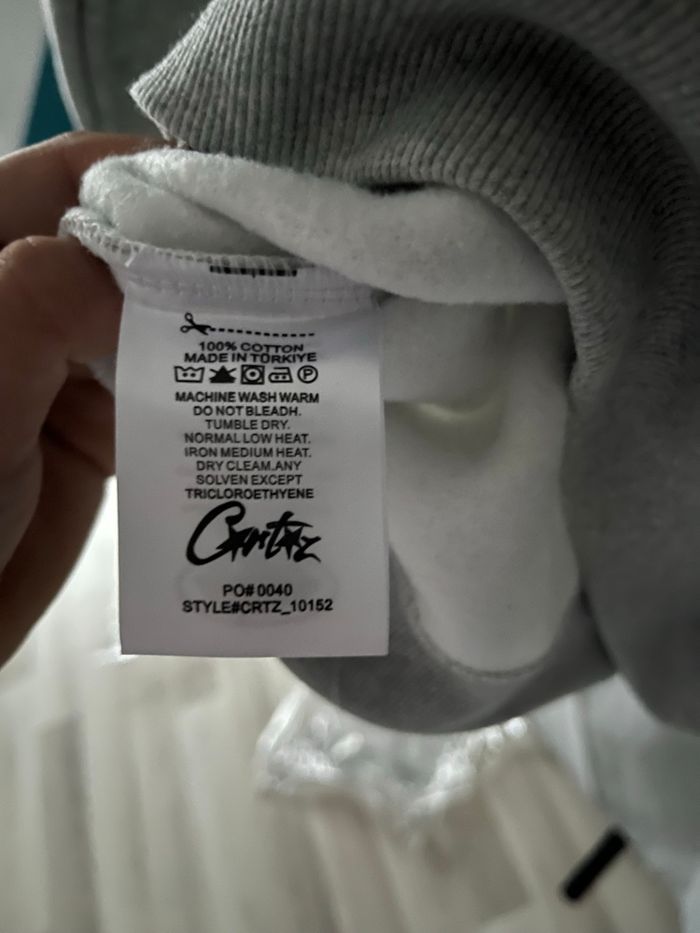 100% COTTON
MADE IN TÜRKIYE
MACHINE WASH WARM
DO NOT BLEADH.
TUMBLE DRY.
NORMAL LOW HEAT.
IRON MEDIUM HEAT.
DRY CLEAM.ANY
SOLVEN EXCEPT
TRICLOROETHYENE
Crtz
PO# 0040
STYLE#CRTZ_10152